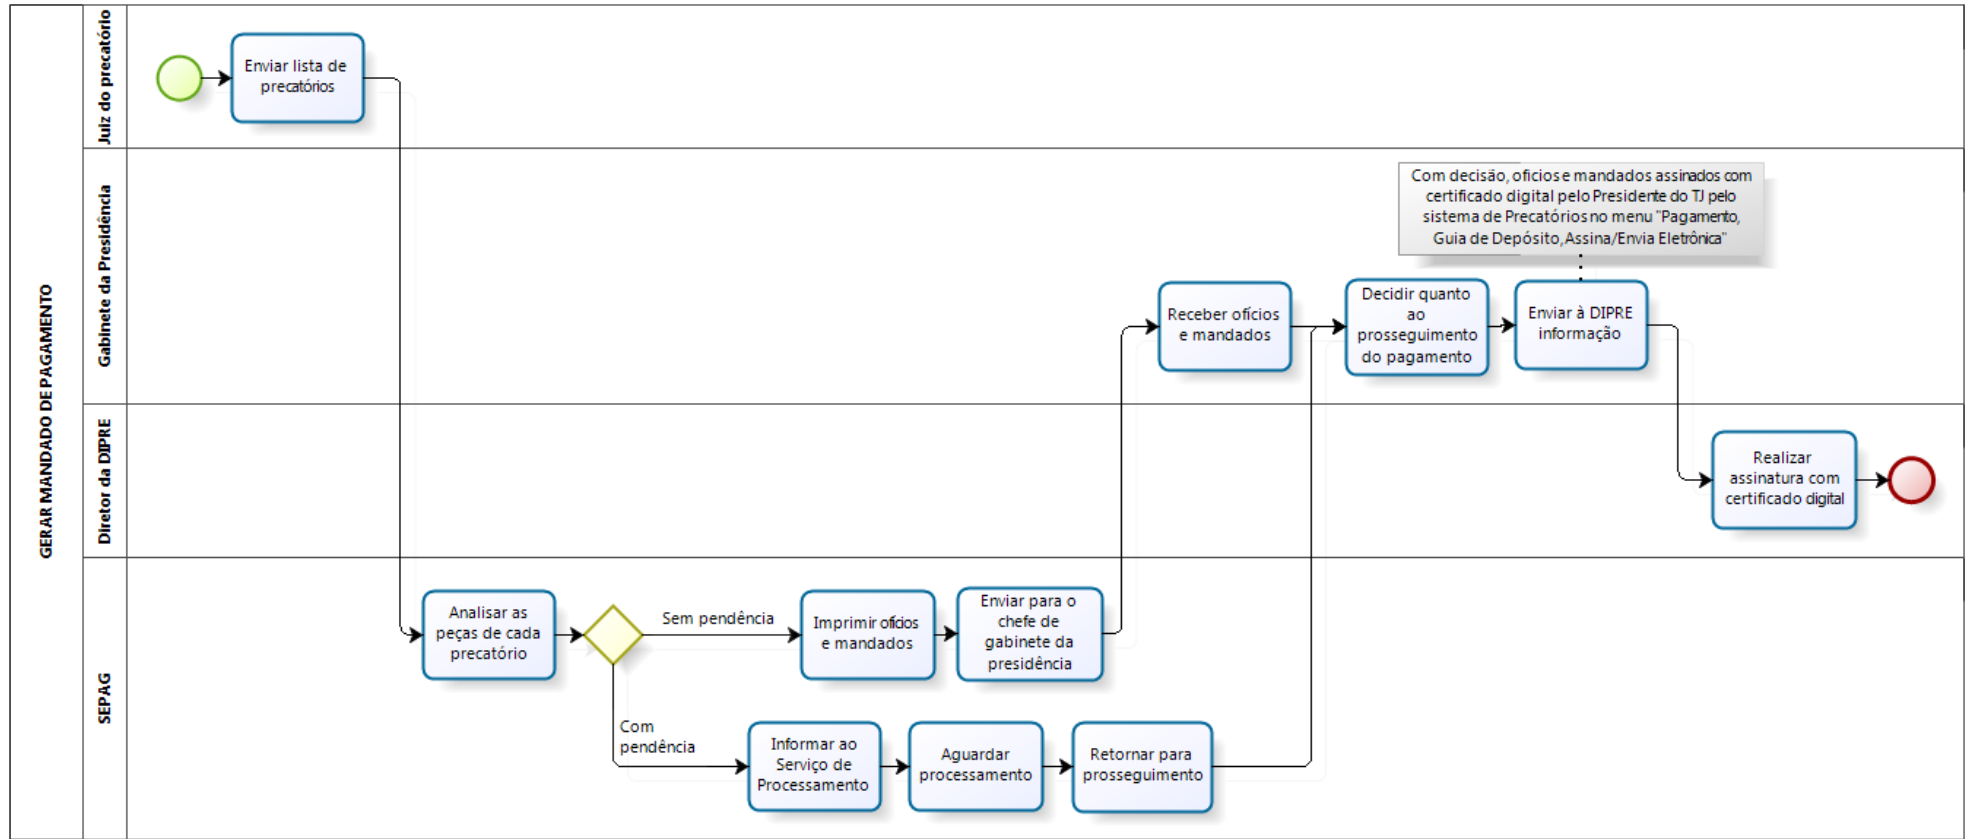 GERAR MANDADO DE PAGAMENTO
Juiz do precatório
Enviar lista de
precatórios
Gabinete da Presidência
Com decisão, oficios e mandados assinados com
certificado digital pelo Presidente do TJ pelo
sistema de Precatórios no menu "Pagamento,
Guia de Depósito, Assina/Envia Eletrônica"
Receber ofícios
e mandados
Decidir quanto
ao
prosseguimento
do pagamento
Enviar à DIPRE
informação
Diretor da DIPRE
Realizar
assinatura com
certificado digital
SEPAG
Analisar as
peças de cada
precatório
Sem pendência
Imprimir ofícios
e mandados
Enviar para o
chefe de
gabinete da
presidência
Com
pendência
Informar ao
Serviço de
Processamento
Aguardar
processamento
Retornar para
prosseguimento